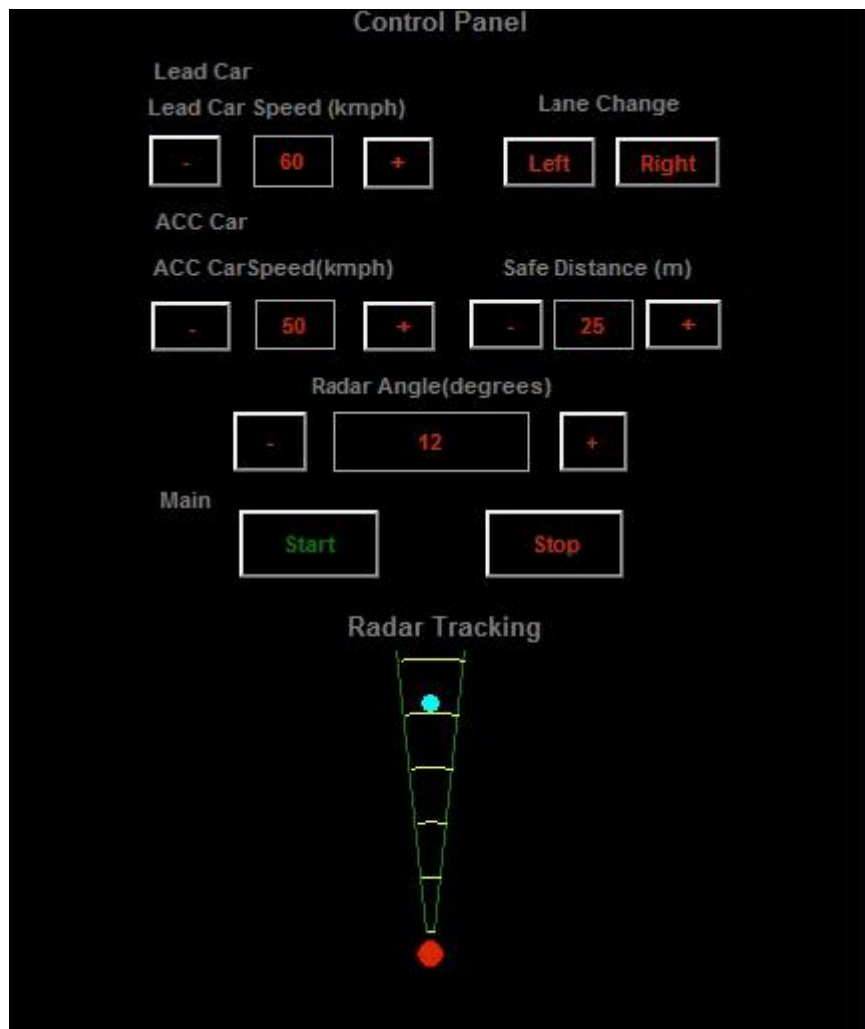 Control Panel
Lead Car
Lead Car Speed (kmph)
Lane Change
- 60 +
Left Right
ACC Car
ACC CarSpeed(kmph)
Safe Distance (m)
- 50 +
- 25 +
Radar Angle(degrees)
- 12 +
Main
Start Stop
Radar Tracking